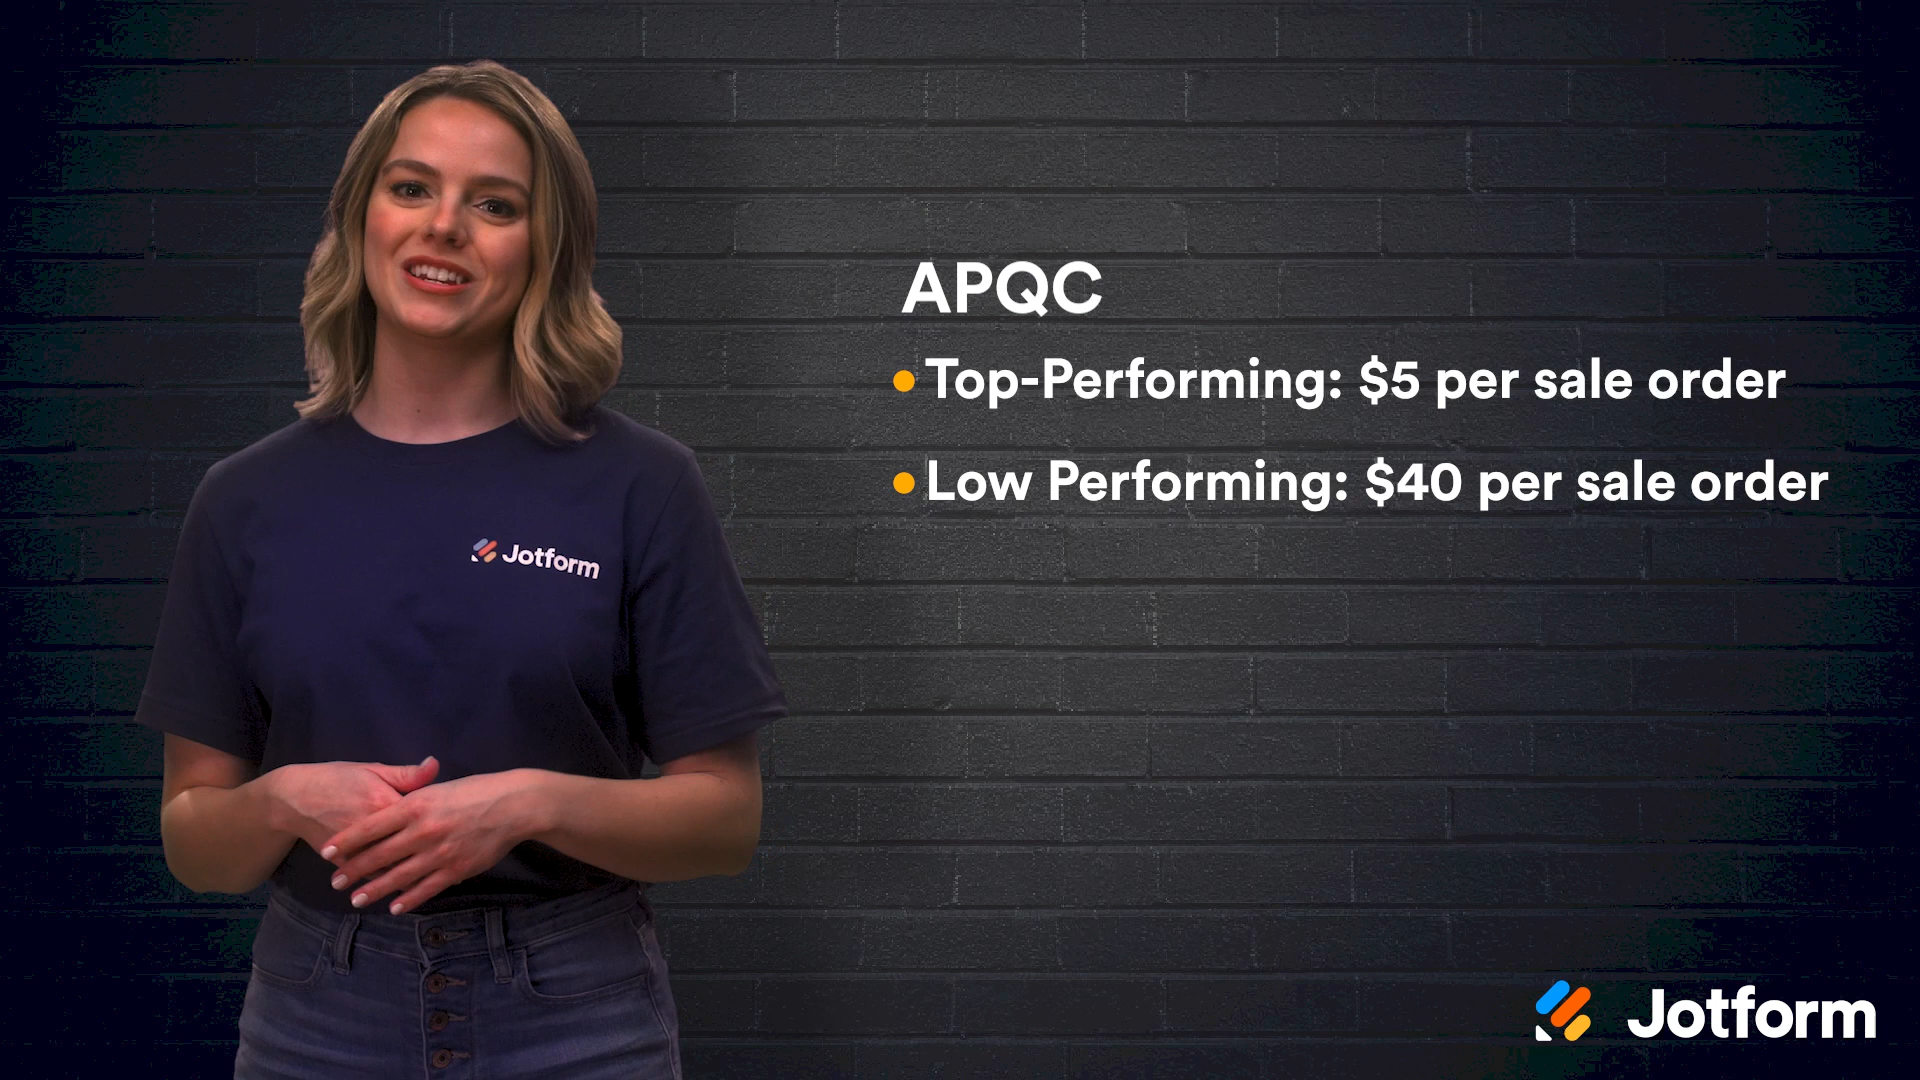 APQC
Top-Performing: $5 per sale order
Low Performing: $40 per sale order
Jotform
Jotform